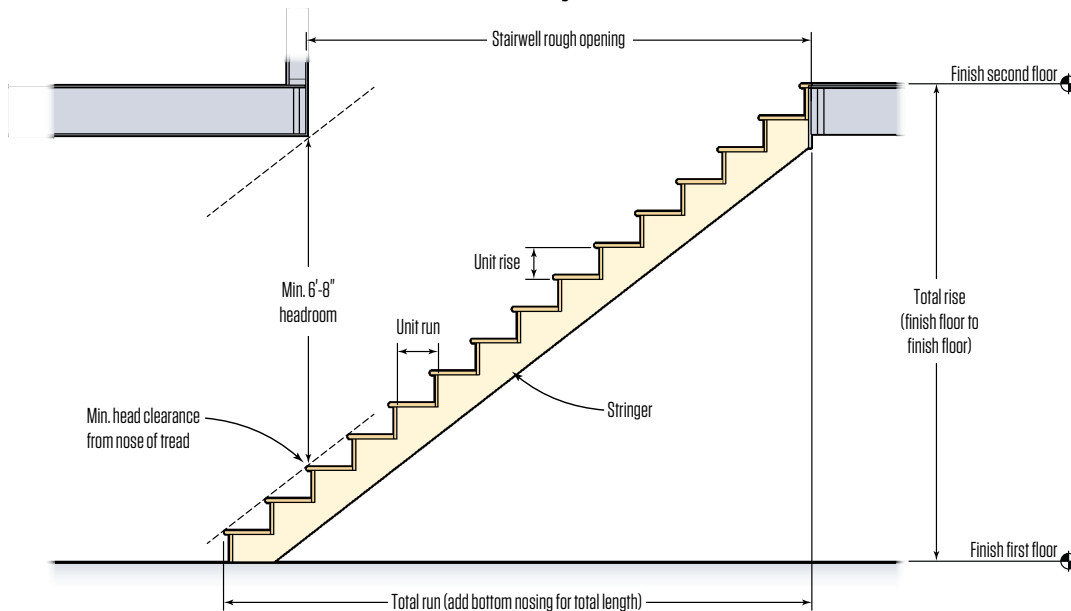 Stairwell rough opening
Finish second floor
Unit rise
Min. 6'-8"
headroom
Total rise
(finish floor to
finish floor)
Unit run
Min. head clearance
from nose of tread
Stringer
Finish first floor
Total run (add bottom nosing for total length)